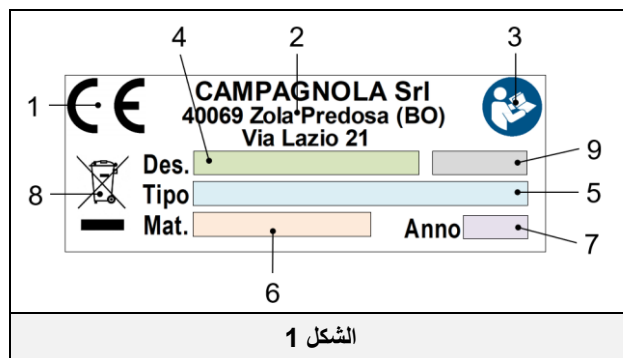 4 2 3
CAMPAGNOLA Srl
1 CE 40069 Zola Predosa (BO)
Via Lazio 21
Des. 9
8 Tipo 5
Mat. Anno 7
6
الشكل 1